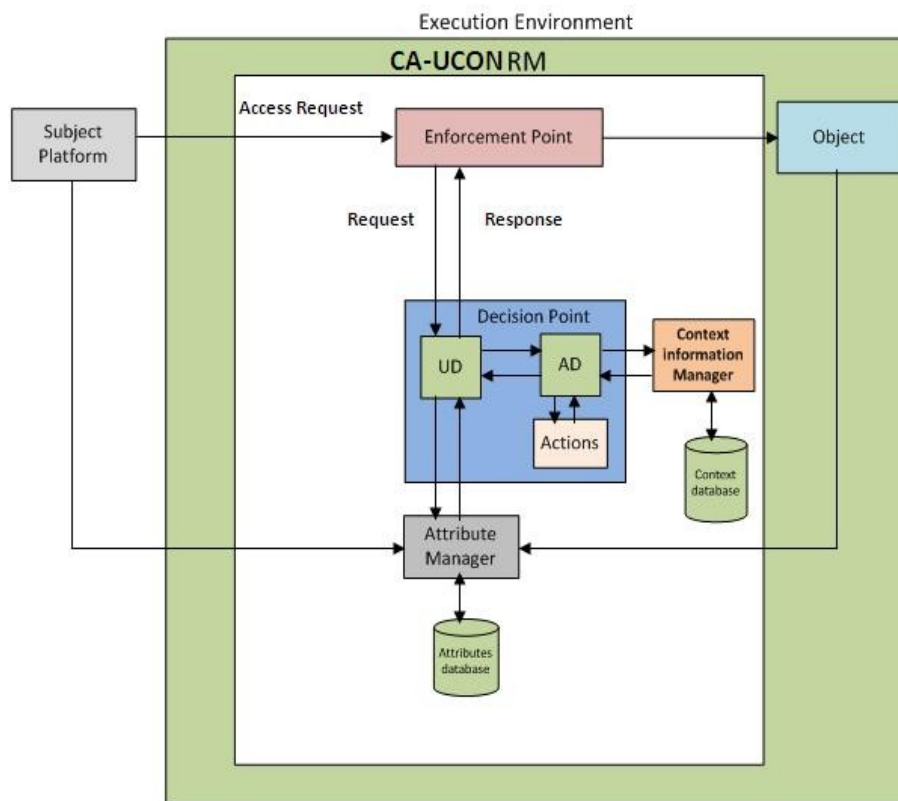 Execution Environment
CA-UCON RM
Access Request
Subject
Platform
Enforcement Point
Object
Request
Response
Decision Point
UD
AD
Context
information
Manager
Actions
Context
database
Attribute
Manager
Attributes
database